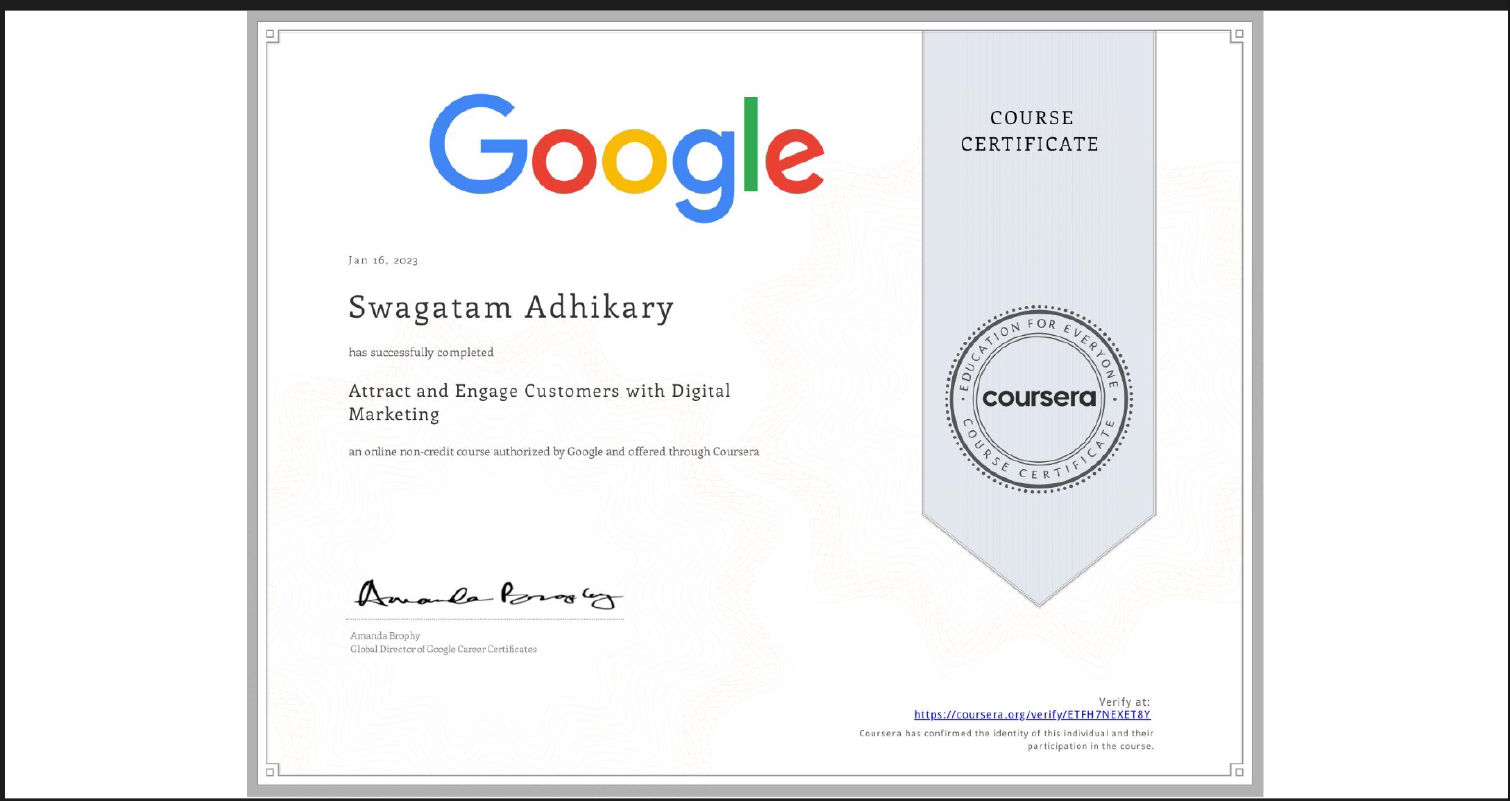 Google
COURSE
CERTIFICATE
Jan 16, 2023
Swagatam Adhikary
has successfully completed
Attract and Engage Customers with Digital
Marketing
an online non-credit course authorized by Google and offered through Coursera
EDUCATION FOR EVERYONE
coursera
COURSE CERTIFICATE
Amanda Brophy
Amanda Brophy
Global Director of Google Career Certificates
Verify at:
https://coursera.org/verify/ETFH7NEXET8Y
Coursera has confirmed the identity of this individual and their
participation in the course.